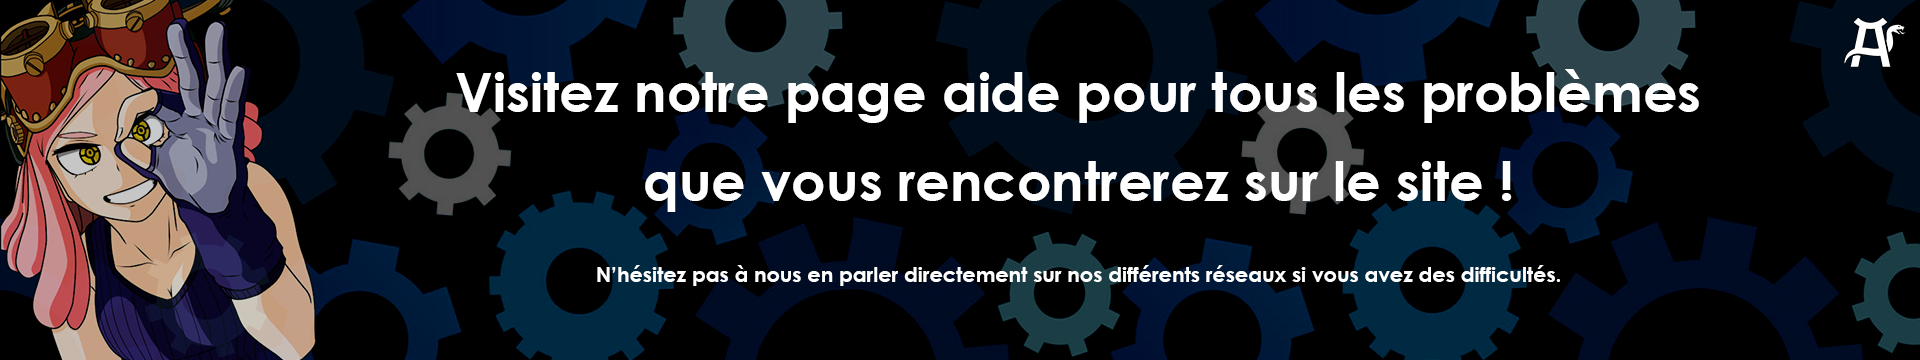 Visitez notre page aide pour tous les problèmes
que vous rencontrerez sur le site !
N'hésitez pas à nous en parler directement sur nos différents réseaux si vous avez des difficultés.